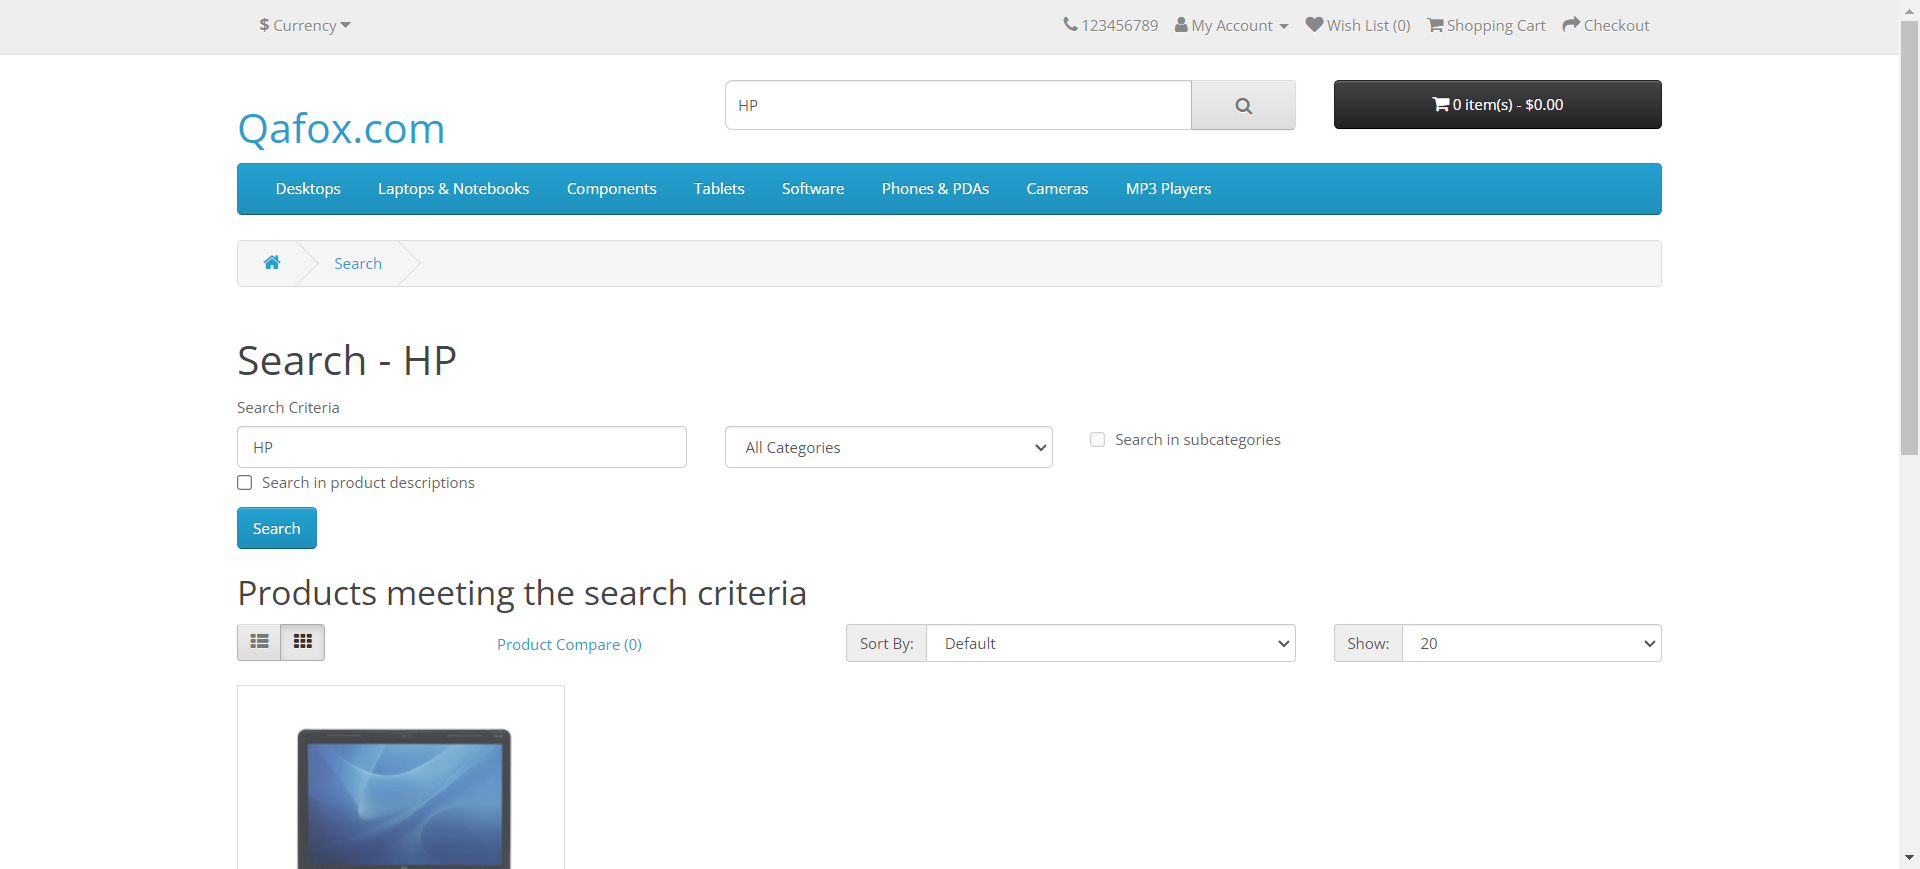 $ Currency
123456789 My Account Wish List (0) Shopping Cart Checkout
HP
0 item(s) - $0.00
Qafox.com
Desktops Laptops & Notebooks Components Tablets Software Phones & PDAs Cameras MP3 Players
Search
Search - HP
Search Criteria
HP All Categories Search in subcategories
Search in product descriptions
Search
Products meeting the search criteria
Product Compare (0) Sort By: Default Show: 20